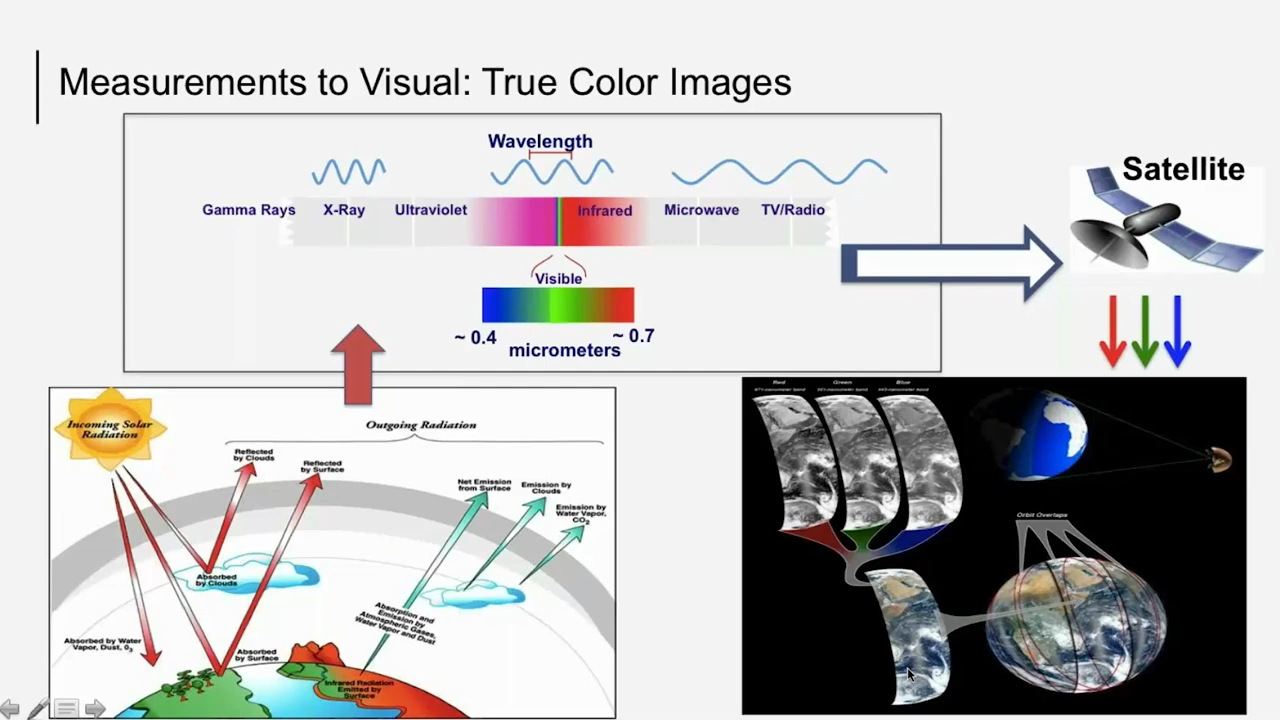 Measurements to Visual: True Color Images
Wavelength
Gamma Rays X-Ray Ultraviolet Infrared Microwave TV/Radio
Visible
~ 0.4 ~ 0.7
micrometers
Satellite
Incoming Solar
Radiation
Outgoing Radiation
Reflected
by Clouds
Reflected
by Surface
Net Emission
from Surface
Emission by
Clouds
Emission by
Water Vapor,
CO2
Absorbed
by Clouds
Absorption and
Emission by
Atmospheric Gases,
Water Vapor and Dust
Absorbed by Water
Vapor, Dust, O3
Absorbed
by Surface
Infrared Radiation
Emitted by
Surface
Red Green Blue
Orbit Overlaps